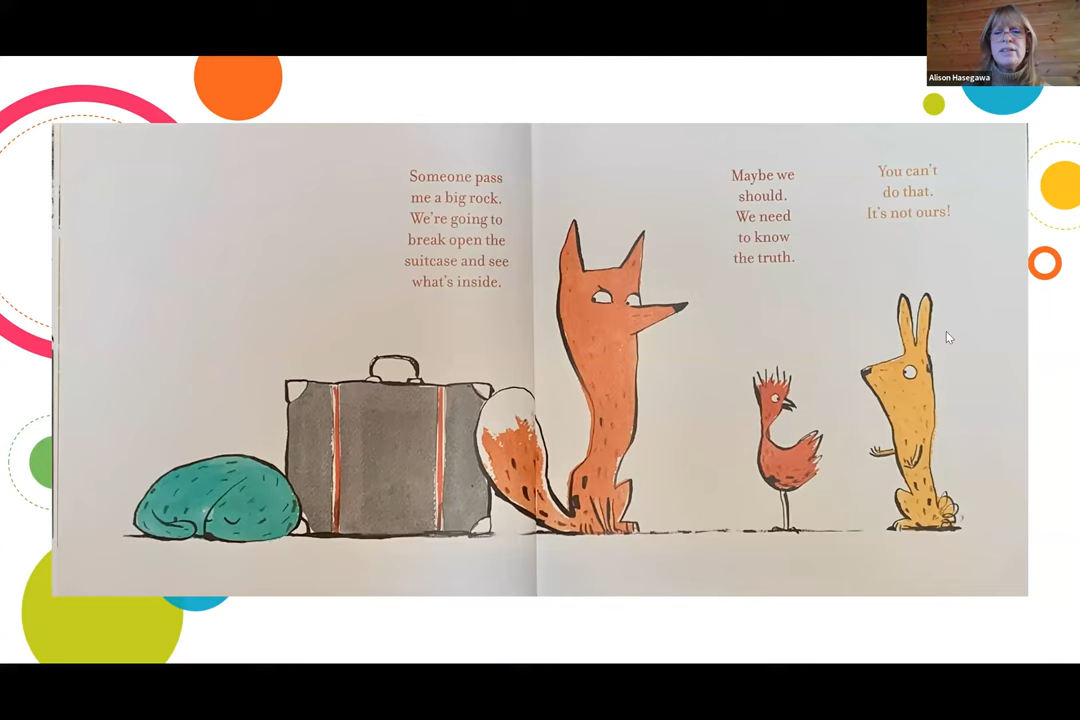 Alison Hasegawa
Someone pass
me a big rock.
We're going to
break open the
suitcase and see
what's inside.
Maybe we
should.
We need
to know
the truth.
You can't
do that.
It's not ours!